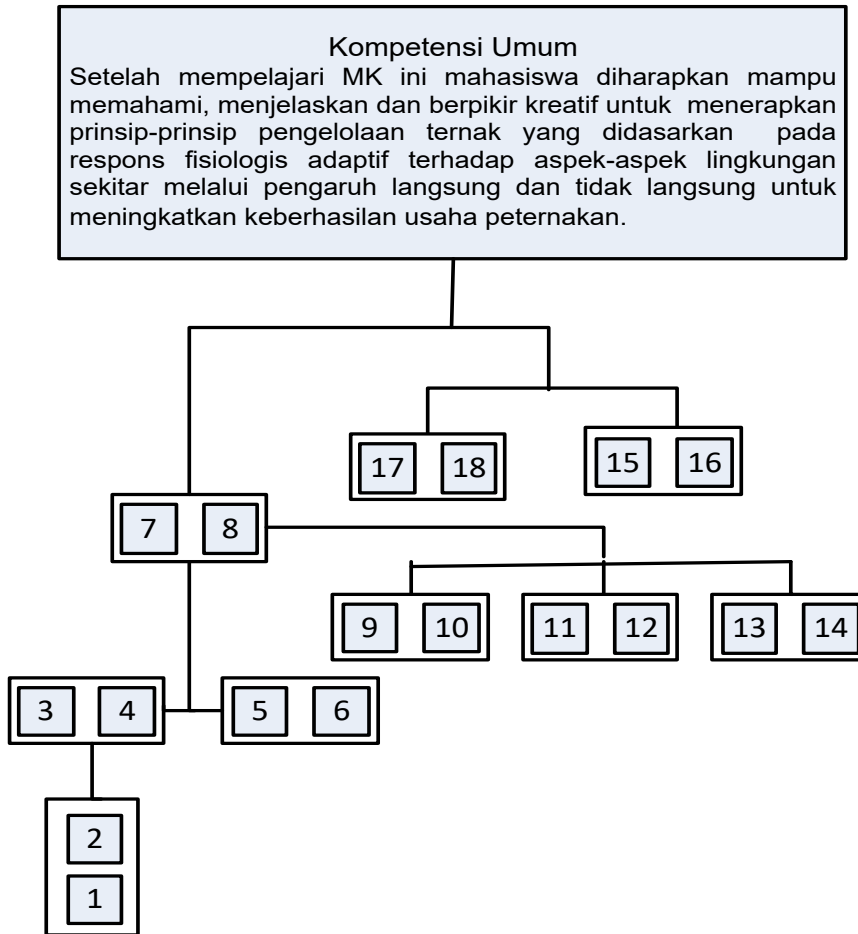 Kompetensi Umum
Setelah mempelajari MK ini mahasiswa diharapkan mampu
memahami, menjelaskan dan berpikir kreatif untuk menerapkan
prinsip-prinsip pengelolaan ternak yang didasarkan pada
respons fisiologis adaptif terhadap aspek-aspek lingkungan
sekitar melalui pengaruh langsung dan tidak langsung untuk
meningkatkan keberhasilan usaha peternakan.
17 18 15 16
7 8
9 10 11 12 13 14
3 4 5 6
2
1